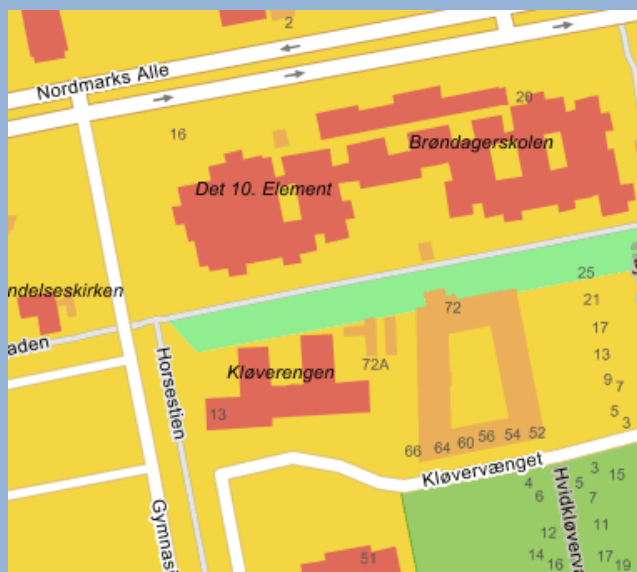 2
Nordmarks Alle
20
16
Brøndagerskolen
Det 10. Element
25
ndelseskirken
21
72
17
aden
13
72A
Kløverengen
9
7
Horsestien
13
5
3
52
54
56
60
64
66
Kløvervænget
3
15
4
5
6
7
Hvidkløvervæ
Gymnasi
11
12
14
16
17
19
51